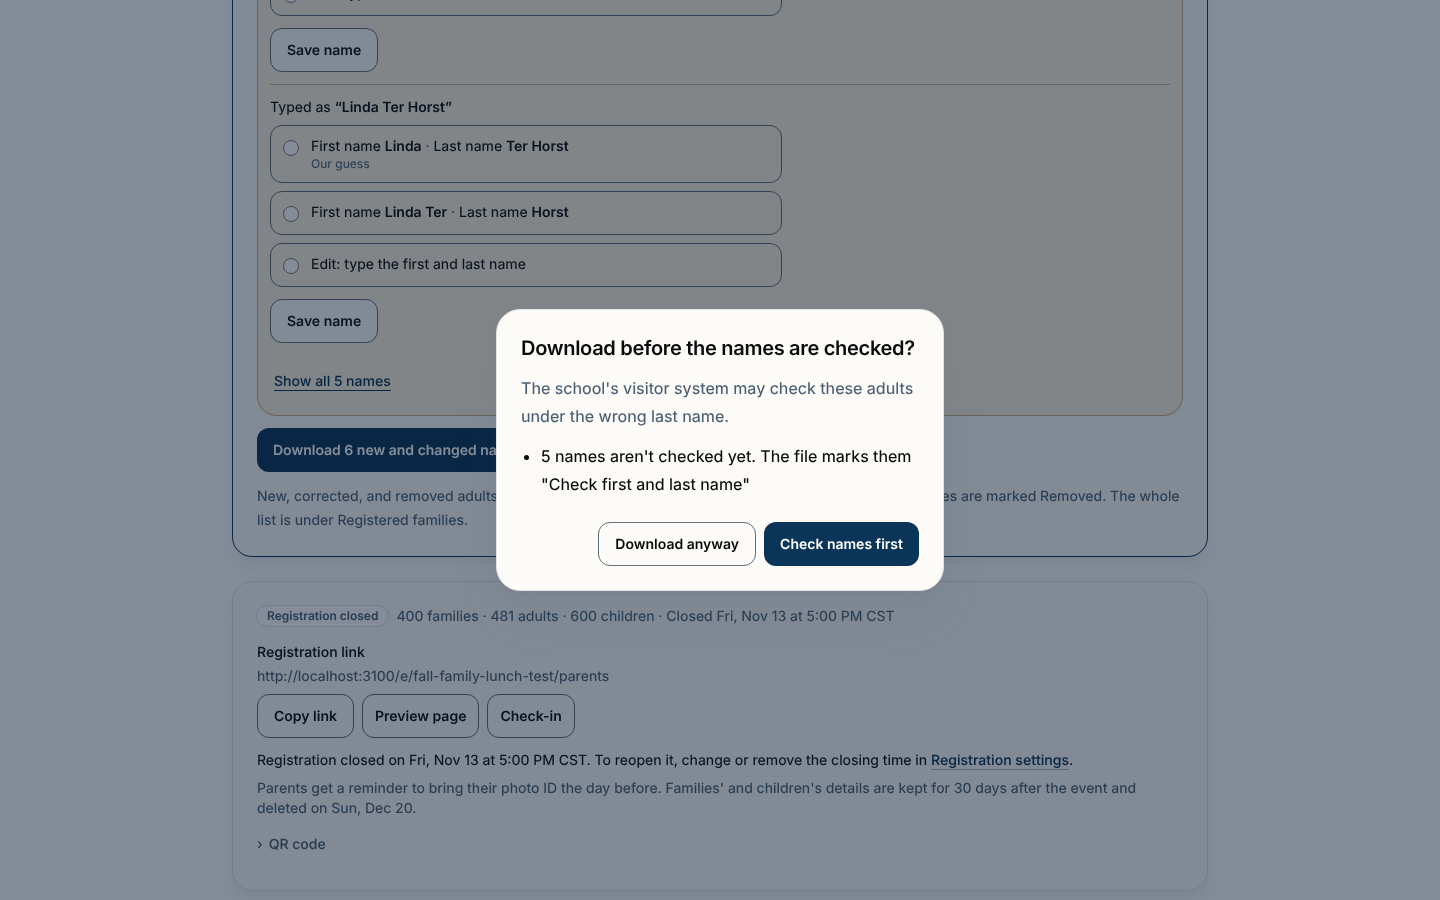 Save name
Typed as “Linda Ter Horst”
First name Linda · Last name Ter Horst
Our guess
First name Linda Ter · Last name Horst
Edit: type the first and last name
Save name
Show all 5 names
Download before the names are checked?
The school's visitor system may check these adults
under the wrong last name.
• 5 names aren't checked yet. The file marks them
"Check first and last name"
Download anyway
Check names first
Download 6 new and changed
New, corrected, and removed adults
are marked Removed. The whole
list is under Registered families.
Registration closed 400 families · 481 adults · 600 children · Closed Fri, Nov 13 at 5:00 PM CST
Registration link
http://localhost:3100/e/fall-family-lunch-test/parents
Copy link
Preview page
Check-in
Registration closed on Fri, Nov 13 at 5:00 PM CST. To reopen it, change or remove the closing time in Registration settings.
Parents get a reminder to bring their photo ID the day before. Families' and children's details are kept for 30 days after the event and
deleted on Sun, Dec 20.
› QR code